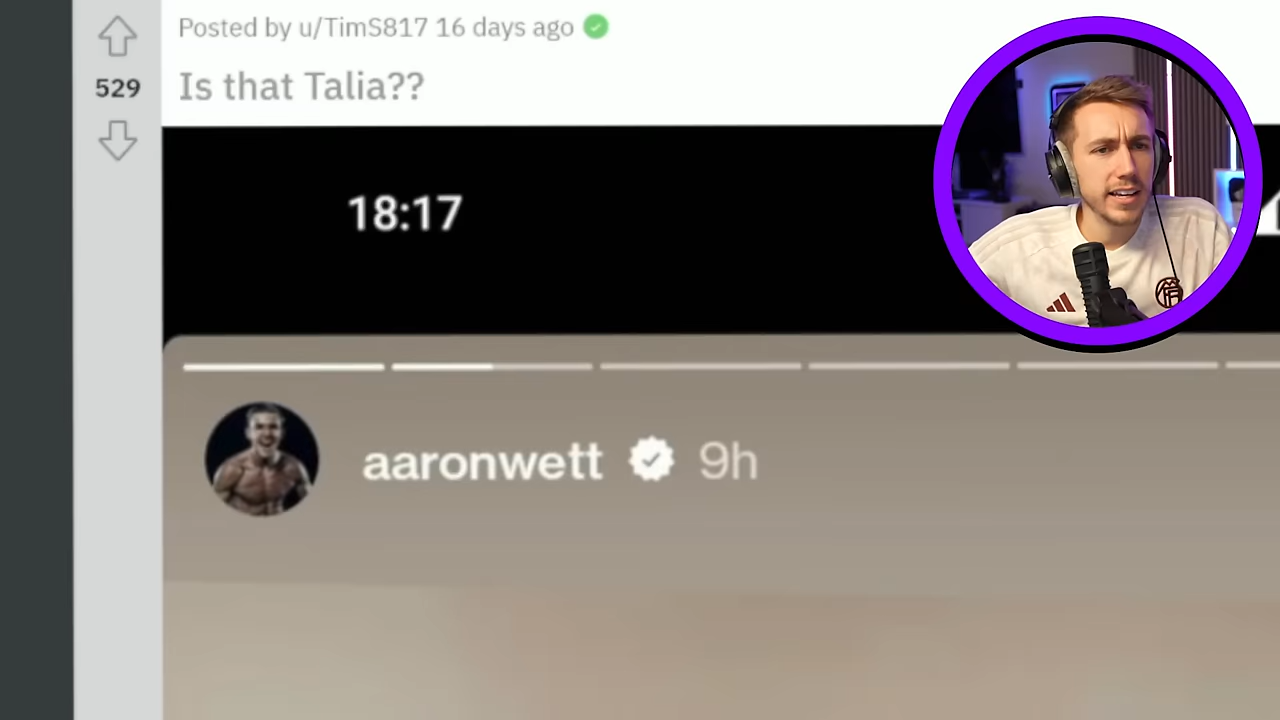 Posted by u/TimS817 16 days ago
529
Is that Talia??
18:17
aaronwett 9h